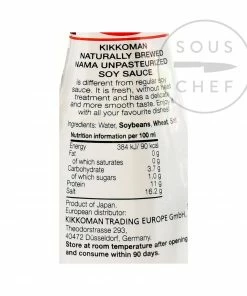 KIKKOMAN
NATURALLY BREWED
NAMA UNPASTEURIZED
SOY SAUCE
is different from regular soy
sauce. It is fresh, without heat
treatment and has a delicate
and more smooth taste. Enjoy
with all your favourite dishes!
Ingredients: Water, Soybeans, Wheat, Salt
Nutrition information per 100 ml
Energy 384 kJ/ 90 kcal
Fat 0 g
of which saturates 0 g
Carbohydrate 3.7 g
of which sugars 1.0 g
Protein 11 g
Salt 16.2 g
Product of Japan.
European distributor:
KIKKOMAN TRADING EUROPE GmbH,
Theodorstrasse 293,
40472 Düsseldorf, Germany.
Store at room temperature after opening
and consume within 90 days.
SOUS
CHEF